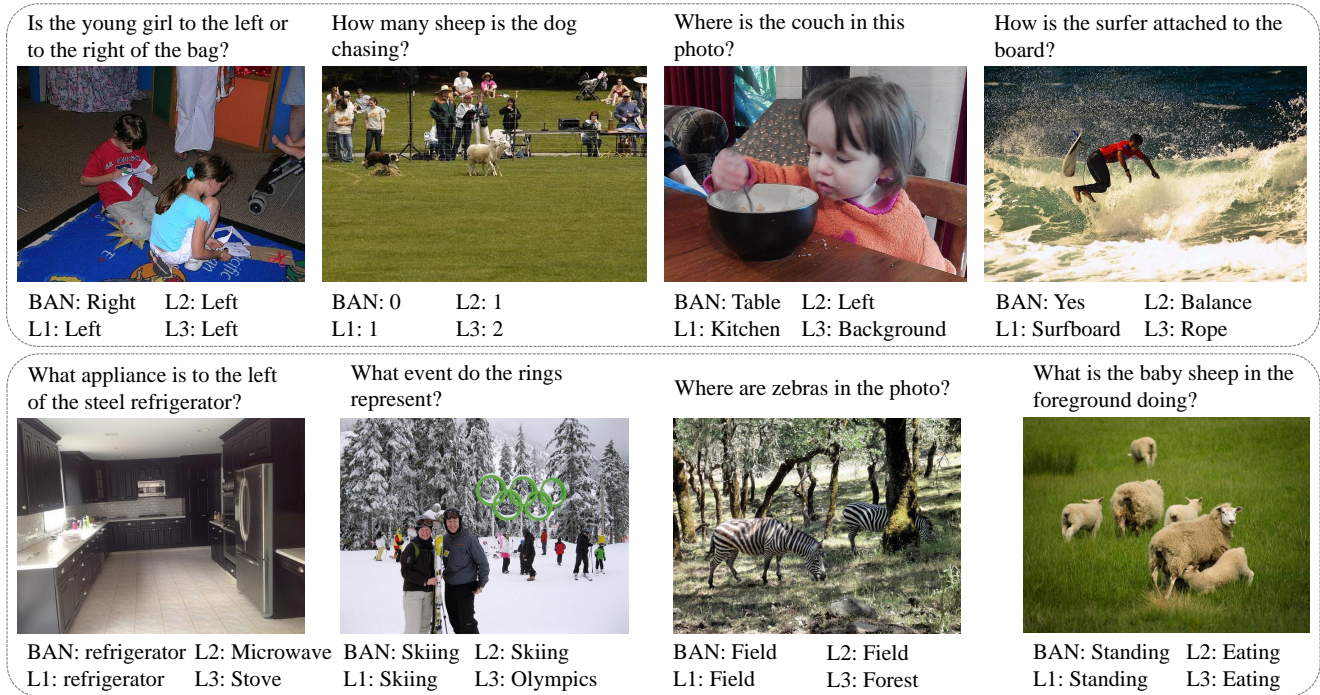 Is the young girl to the left or
to the right of the bag?
BAN: Right L2: Left
L1: Left L3: Left
How many sheep is the dog
chasing?
BAN: 0 L2: 1
L1: 1 L3: 2
Where is the couch in this
photo?
BAN: Table L2: Left
L1: Kitchen L3: Background
How is the surfer attached to the
board?
BAN: Yes L2: Balance
L1: Surfboard L3: Rope
What appliance is to the left
of the steel refrigerator?
BAN: refrigerator L2: Microwave
L1: refrigerator L3: Stove
What event do the rings
represent?
BAN: Skiing L2: Skiing
L1: Skiing L3: Olympics
Where are zebras in the photo?
BAN: Field L2: Field
L1: Field L3: Forest
What is the baby sheep in the
foreground doing?
BAN: Standing L2: Eating
L1: Standing L3: Eating